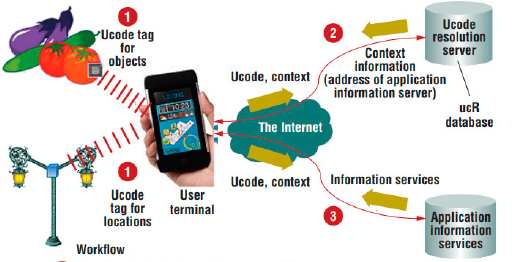 1
Ucode tag
for
objects
1
Ucode
tag for
locations
User
terminal
Workflow
Ucode, context
The Internet
Ucode, context
2
Context
information
(address of application
information server)
Ucode
resolution
server
ucR
database
Information services
3
Application
information
services